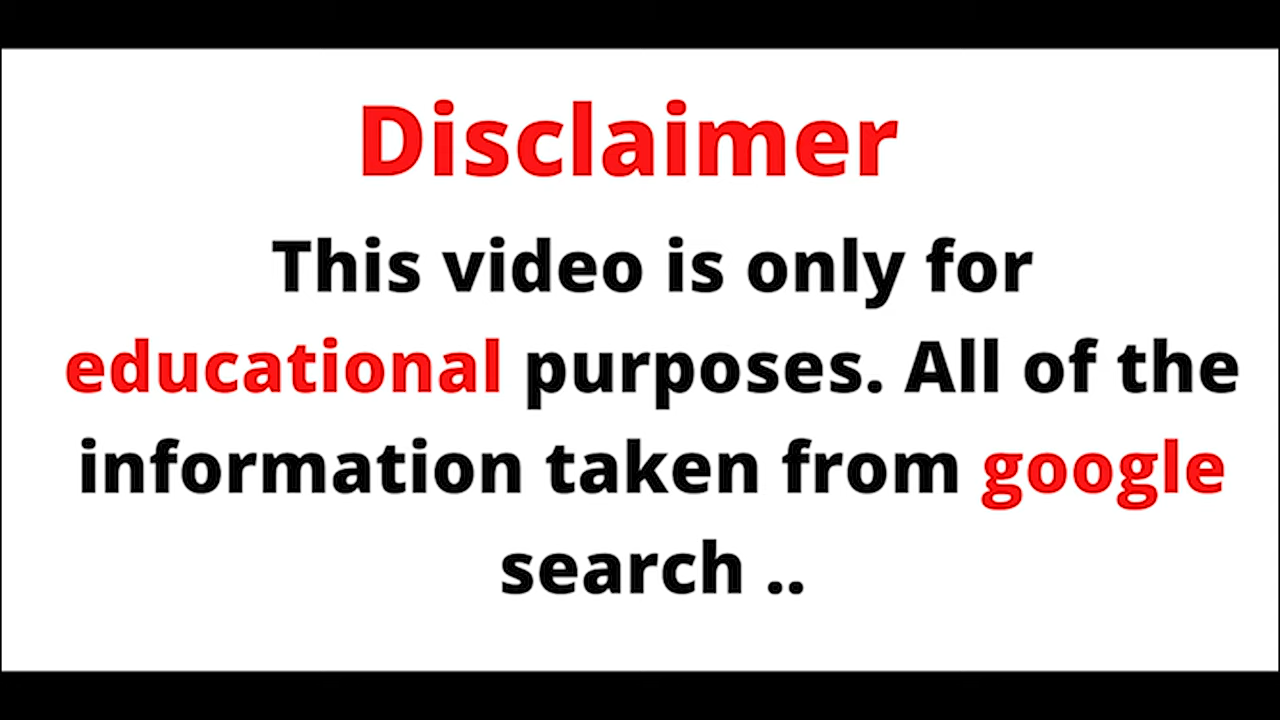 Disclaimer
This video is only for
educational purposes. All of the
information taken from google
search ..